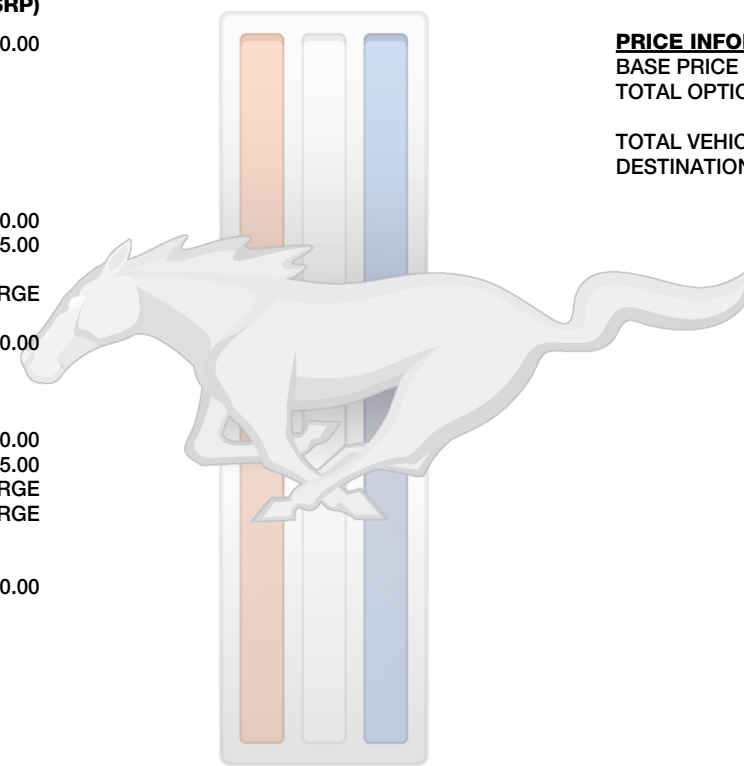 SRP)
0.00
0.00
5.00
RGE
0.00
0.00
5.00
RGE
RGE
0.00
PRICE INFO
BASE PRICE
TOTAL OPTIO
TOTAL VEHIC
DESTINATION